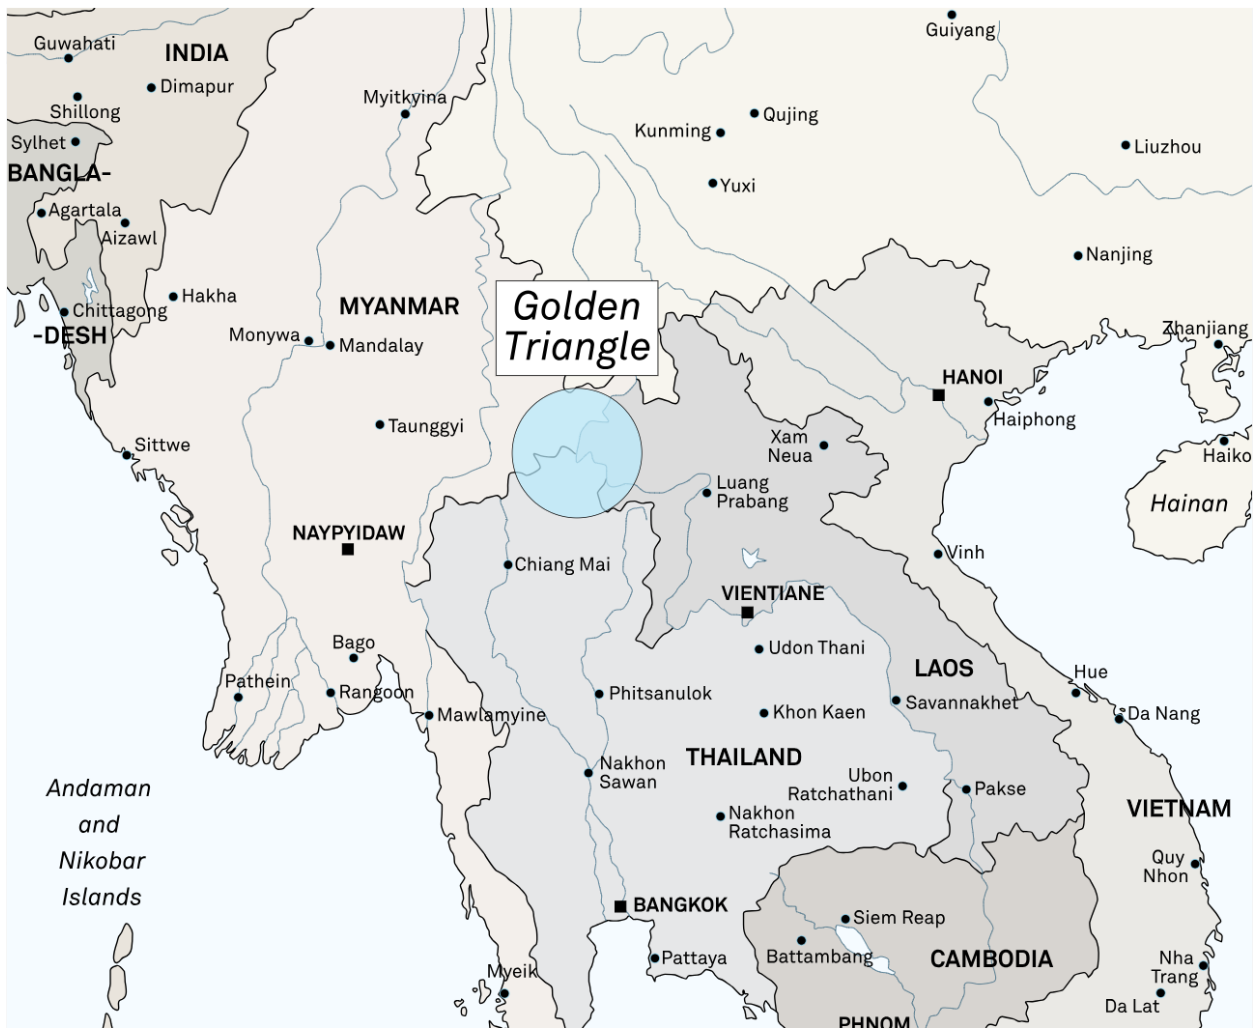 Guiyang
Guwahati
INDIA
Dimapur
Myitkyina
Shillong
Qujing
Kunming
Sylhet
Liuzhou
BANGLA-
Yuxi
Agartala
Aizawl
Nanjing
Hakha
Golden
Triangle
MYANMAR
Chittagong
-DESH
Monywa
Mandalay
Zhanjiang
HANOI
Haiphong
Taunggyi
Xam
Neua
Sittwe
Haiko
Luang
Prabang
Hainan
NAYPYIDAW
Vinh
Chiang Mai
VIENTIANE
Bago
Udon Thani
LAOS
Hue
Pathein
Rangoon
Phitsanulok
Savannakhet
Mawlamyine
Khon Kaen
Da Nang
THAILAND
Nakhon
Sawan
Ubon
Ratchathani
Pakse
Andaman
and
Nikobar
Islands
Nakhon
Ratchasima
VIETNAM
Quy
Nhon
BANGKOK
Siem Reap
Battambang
CAMBODIA
Pattaya
Nha
Trang
Myeik
Da Lat
PHNOM